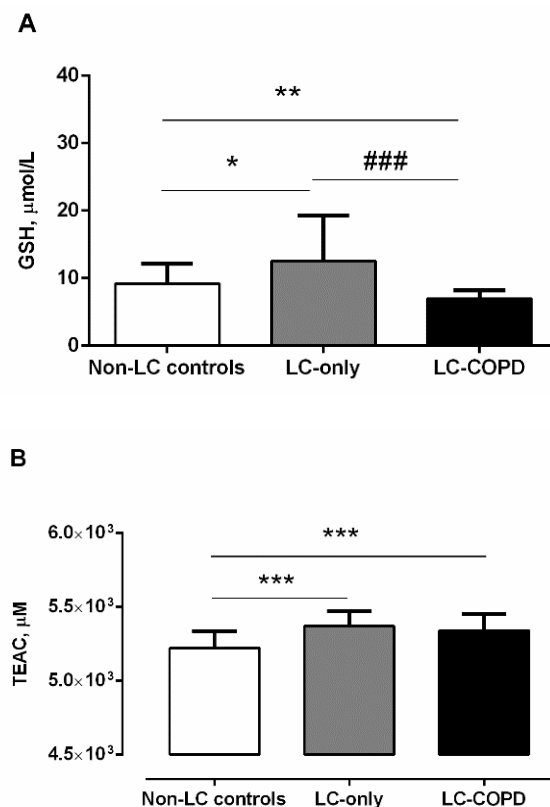 A
40
**
30
* ###
GSH, μmol/L
20
10
0
Non-LC controls LC-only LC-COPD
B
6.0×10³
***
***
TEAC, μM
5.5×10³
5.0×10³
4.5×10³
Non-LC controls LC-only LC-COPD